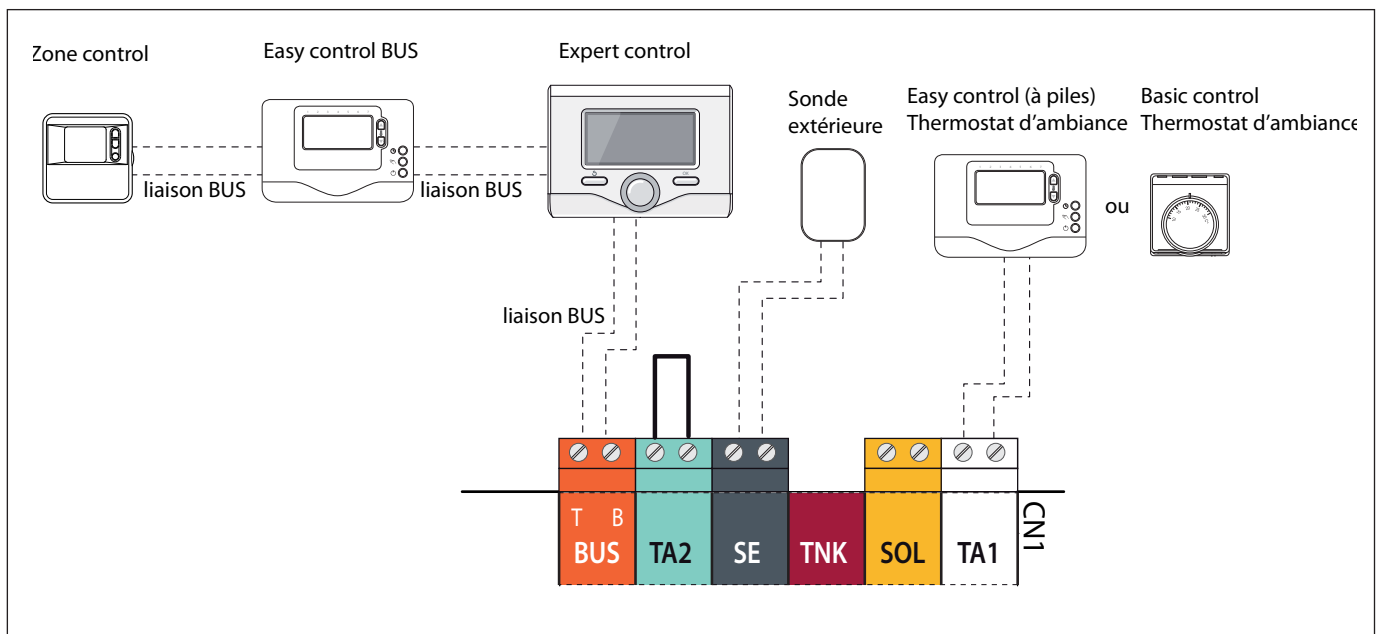 Zone control
Easy control BUS
Expert control
Sonde
extérieure
Easy control (à piles)
Thermostat d'ambiance
Basic control
Thermostat d'ambiance
OK
liaison BUS
liaison BUS
ou
liaison BUS
T B
BUS
TA2
SE
TNK
SOL
TA1
CN1